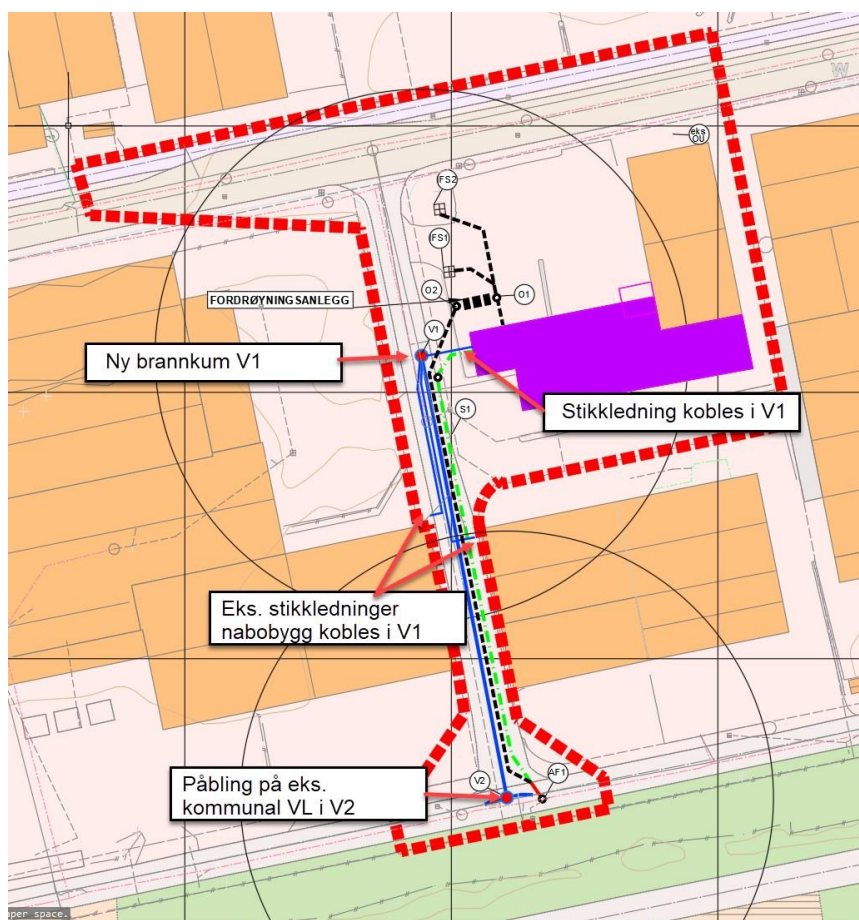 W
eks
OU
FS2
FS1
O2
O1
FORDRØYNINGSANLEGG
V1
Ny brannkum V1
Stikkledning kobles i V1
S1
Eks. stikkledninger
nabobygg kobles i V1
Påbling på eks.
kommunal VL i V2
V2
AF1
aper space.